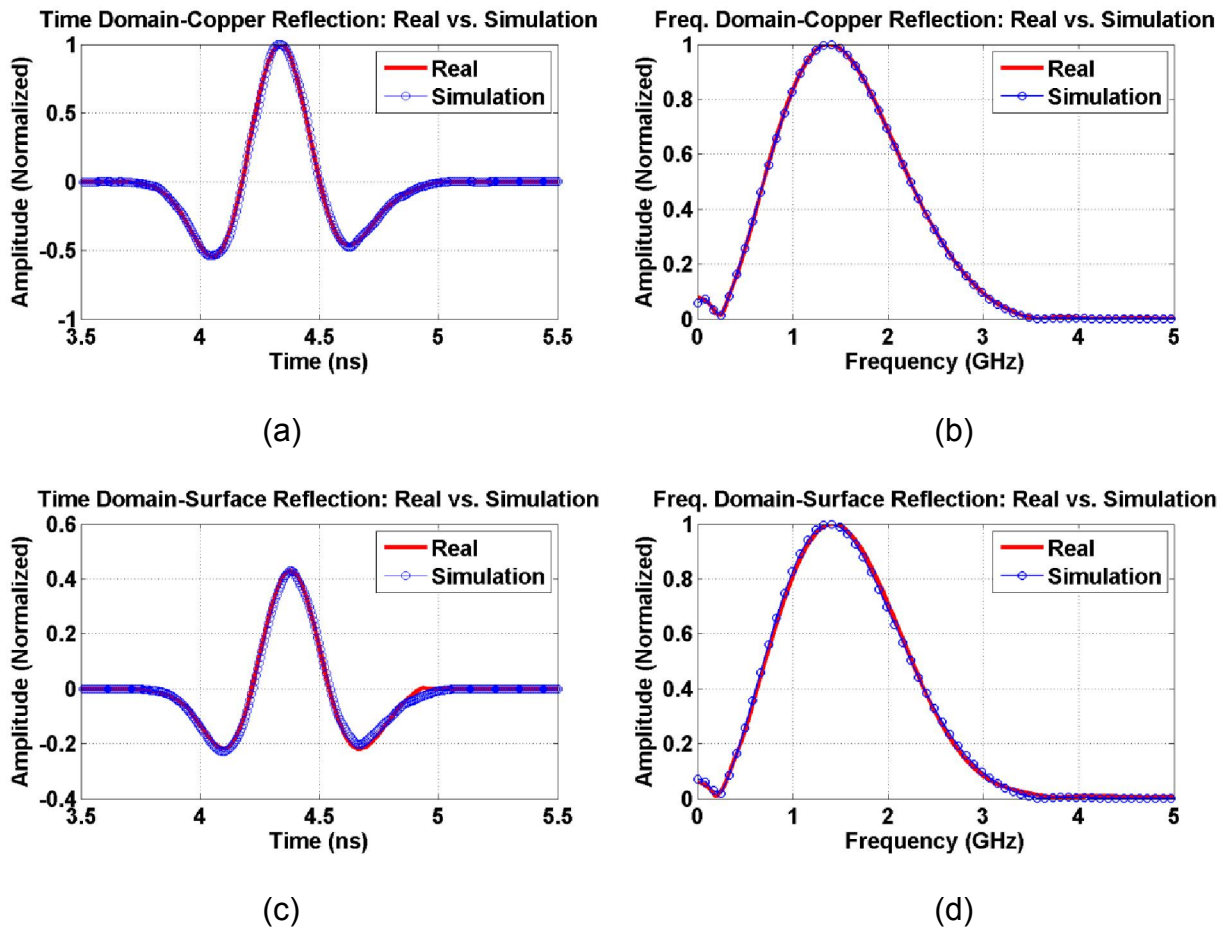 Time Domain-Copper Reflection: Real vs. Simulation
Amplitude (Normalized)
1
0.5
0
-0.5
-1
Real
Simulation
3.5 4 4.5 5 5.5
Time (ns)
(a)
Freq. Domain-Copper Reflection: Real vs. Simulation
Amplitude (Normalized)
1
0.8
0.6
0.4
0.2
0
Real
Simulation
0 1 2 3 4 5
Frequency (GHz)
(b)
Time Domain-Surface Reflection: Real vs. Simulation
Amplitude (Normalized)
0.6
0.4
0.2
0
-0.2
-0.4
Real
Simulation
3.5 4 4.5 5 5.5
Time (ns)
(c)
Freq. Domain-Surface Reflection: Real vs. Simulation
Amplitude (Normalized)
1
0.8
0.6
0.4
0.2
0
Real
Simulation
0 1 2 3 4 5
Frequency (GHz)
(d)